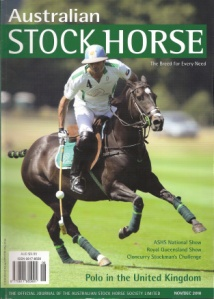 Australian
STOCK HORSE
The Breed for Every Need
ASHS National Show
Royal Queensland Show
Cloncurry Stockman's Challenge
Polo in the United Kingdom
THE OFFICIAL JOURNAL OF THE AUSTRALIAN STOCK HORSE SOCIETY LIMITED